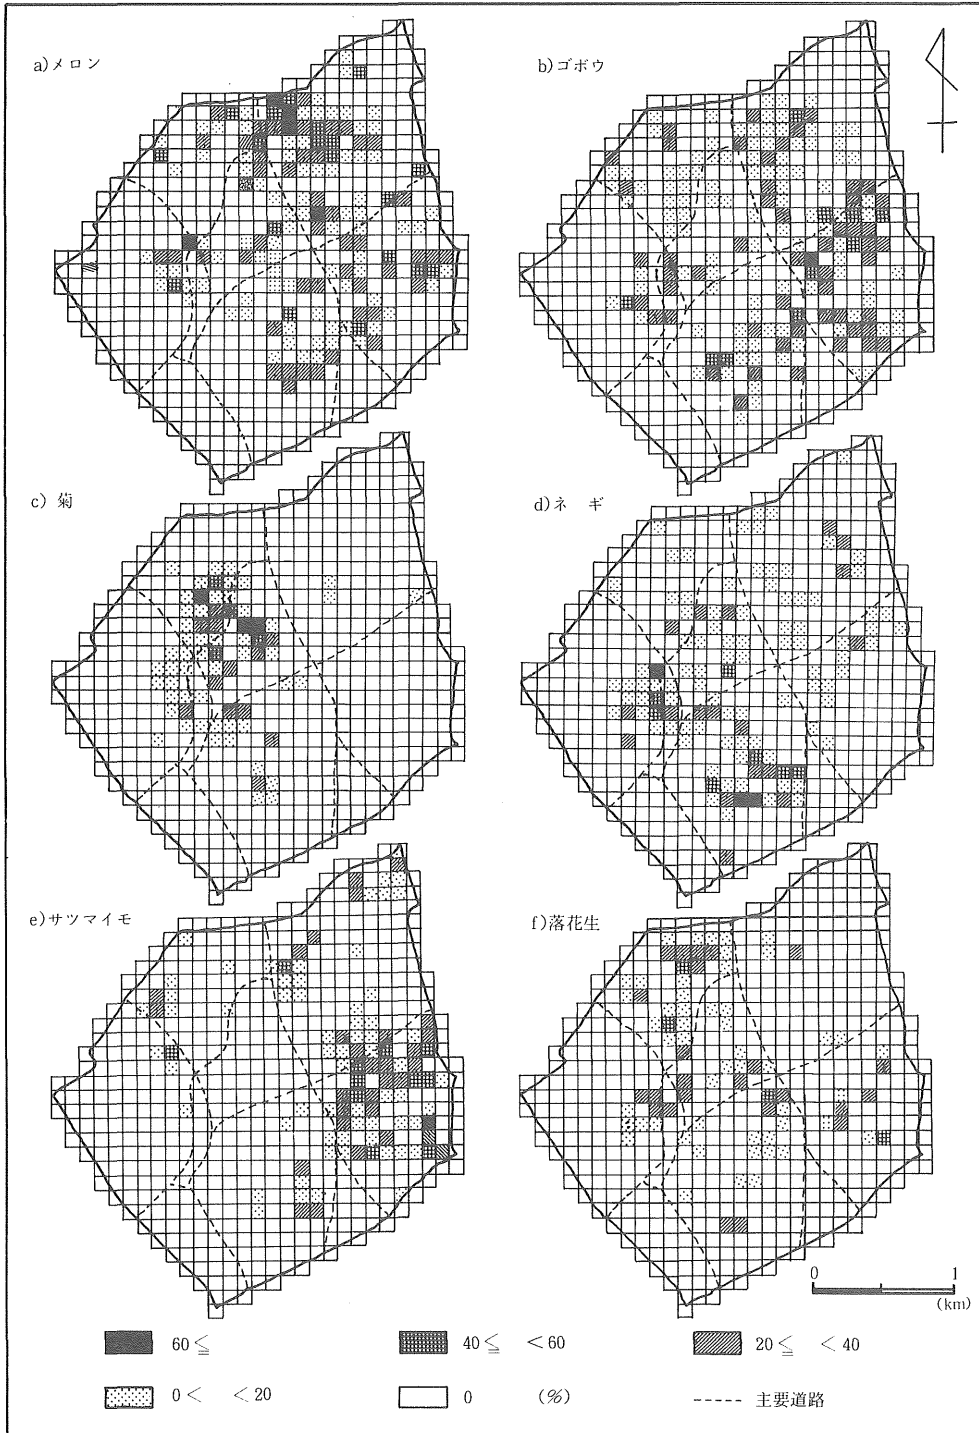 a)メロン
b)ゴボウ
c) 菊
d)ネ ギ
e)サツマイモ
f)落花生
0 1
(km)
60≦
40≦ <60
20≦ <40
0< <20
0 (%)
主要道路